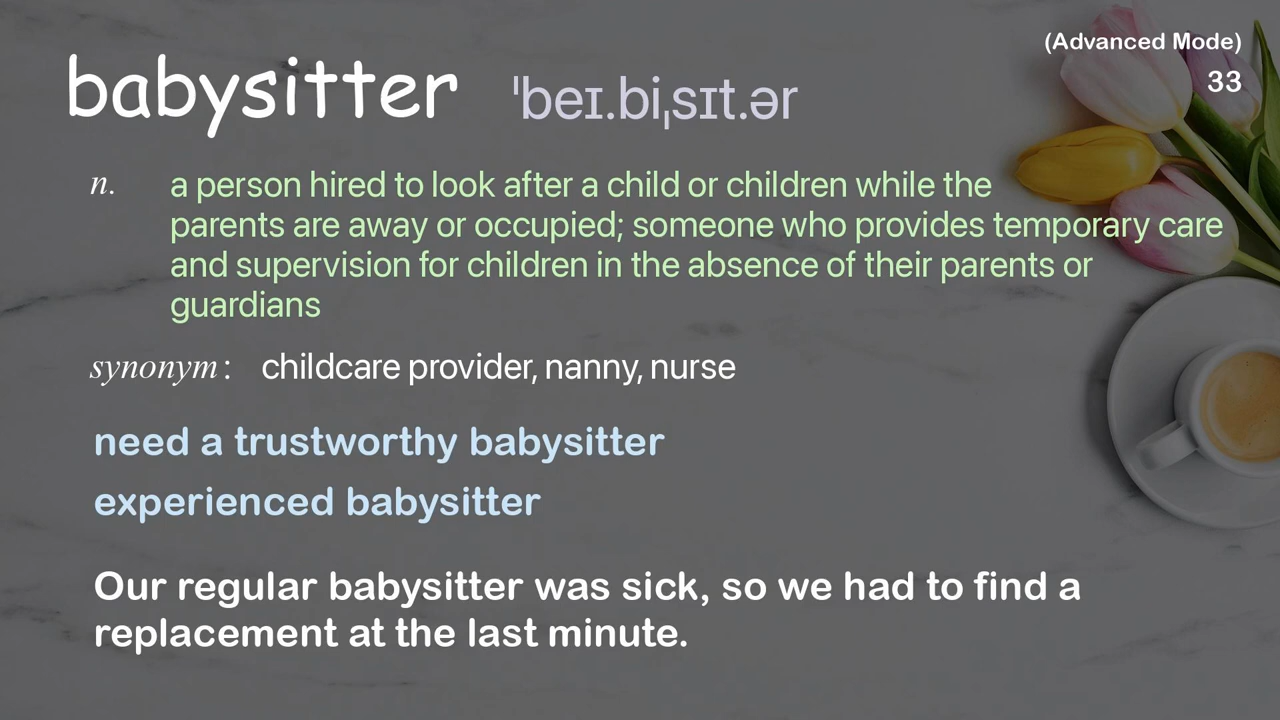 (Advanced Mode)
33
babysitter ˈbeɪ.biˌsɪt.ər
n. a person hired to look after a child or children while the
parents are away or occupied; someone who provides temporary care
and supervision for children in the absence of their parents or
guardians
synonym: childcare provider, nanny, nurse
need a trustworthy babysitter
experienced babysitter
Our regular babysitter was sick, so we had to find a
replacement at the last minute.